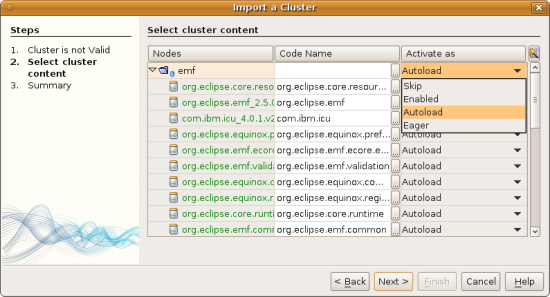 Import a Cluster
Steps
1. Cluster is not Valid
2. Select cluster
content
3. Summary
Select cluster content
Nodes Code Name Activate as
emf ... Autoload
org.eclipse.core.reso org.eclipse.core.resour... ... Skip
org.eclipse.emf_2.5.0 org.eclipse.emf ... Enabled
com.ibm.icu_4.0.1.v2 com.ibm.icu ... Autoload
org.eclipse.equinox.p org.eclipse.equinox.pref... ... Eager
org.eclipse.emf.ecore org.eclipse.emf.ecore.e... ... Autoload
org.eclipse.emf.valid org.eclipse.emf.validation ... Autoload
org.eclipse.equinox.c org.eclipse.equinox.co... ... Autoload
org.eclipse.equinox.r org.eclipse.equinox.regi... ... Autoload
org.eclipse.core.runti org.eclipse.core.runtime ... Autoload
org.eclipse.emf.comm org.eclipse.emf.common ... Autoload
< Back Next > Finish Cancel Help